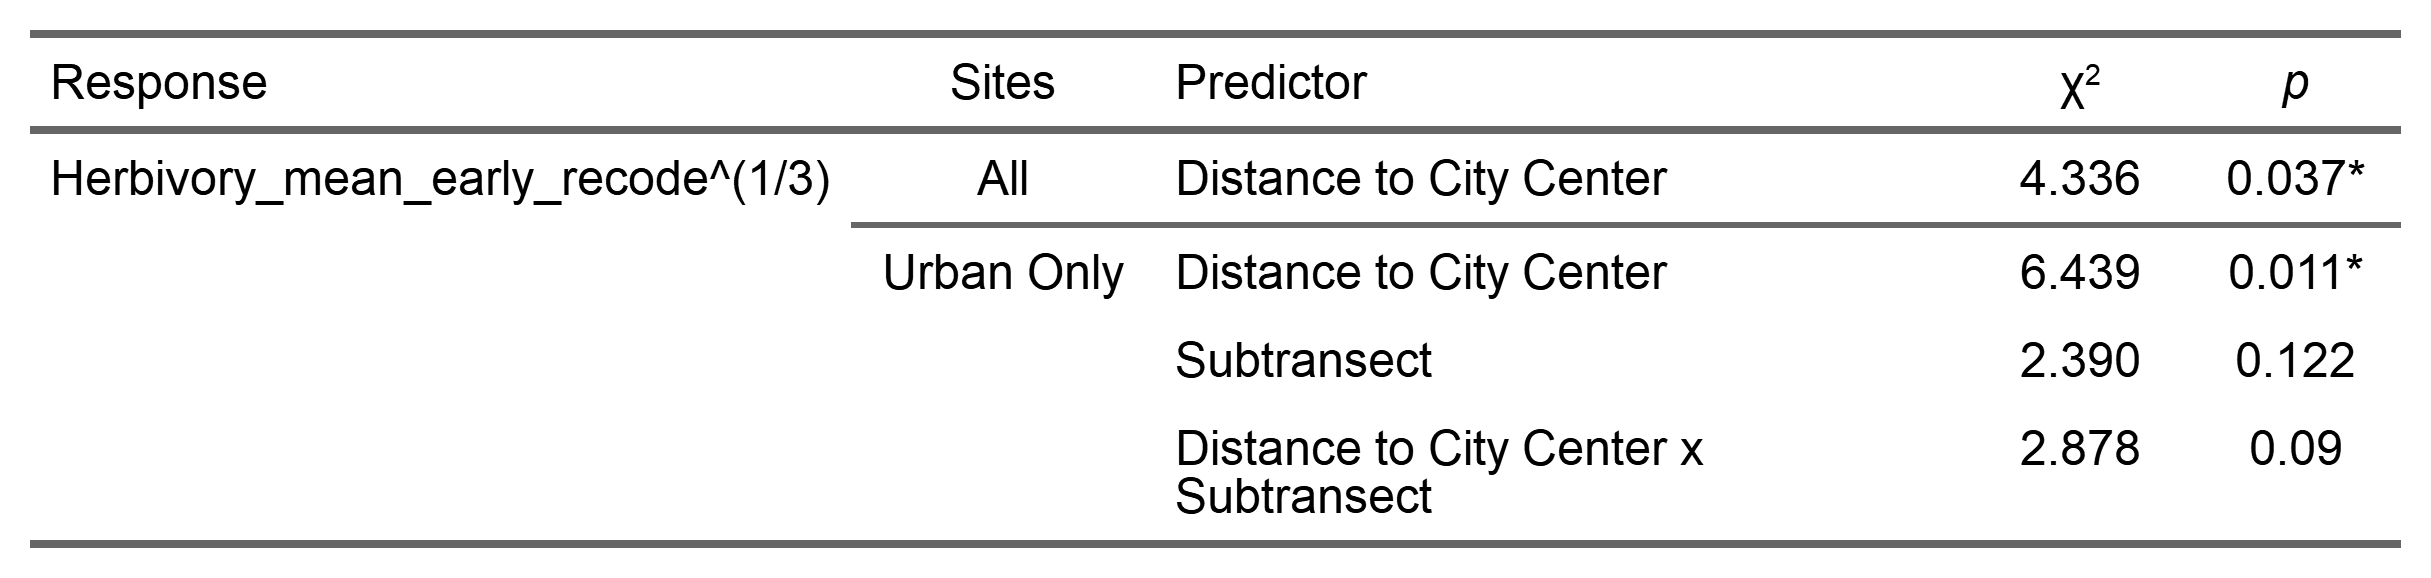 Response Sites Predictor χ² p
Herbivory_mean_early_recode^(1/3) All Distance to City Center 4.336 0.037*
Urban Only Distance to City Center 6.439 0.011*
Subtransect 2.390 0.122
Distance to City Center x 2.878 0.09
Subtransect